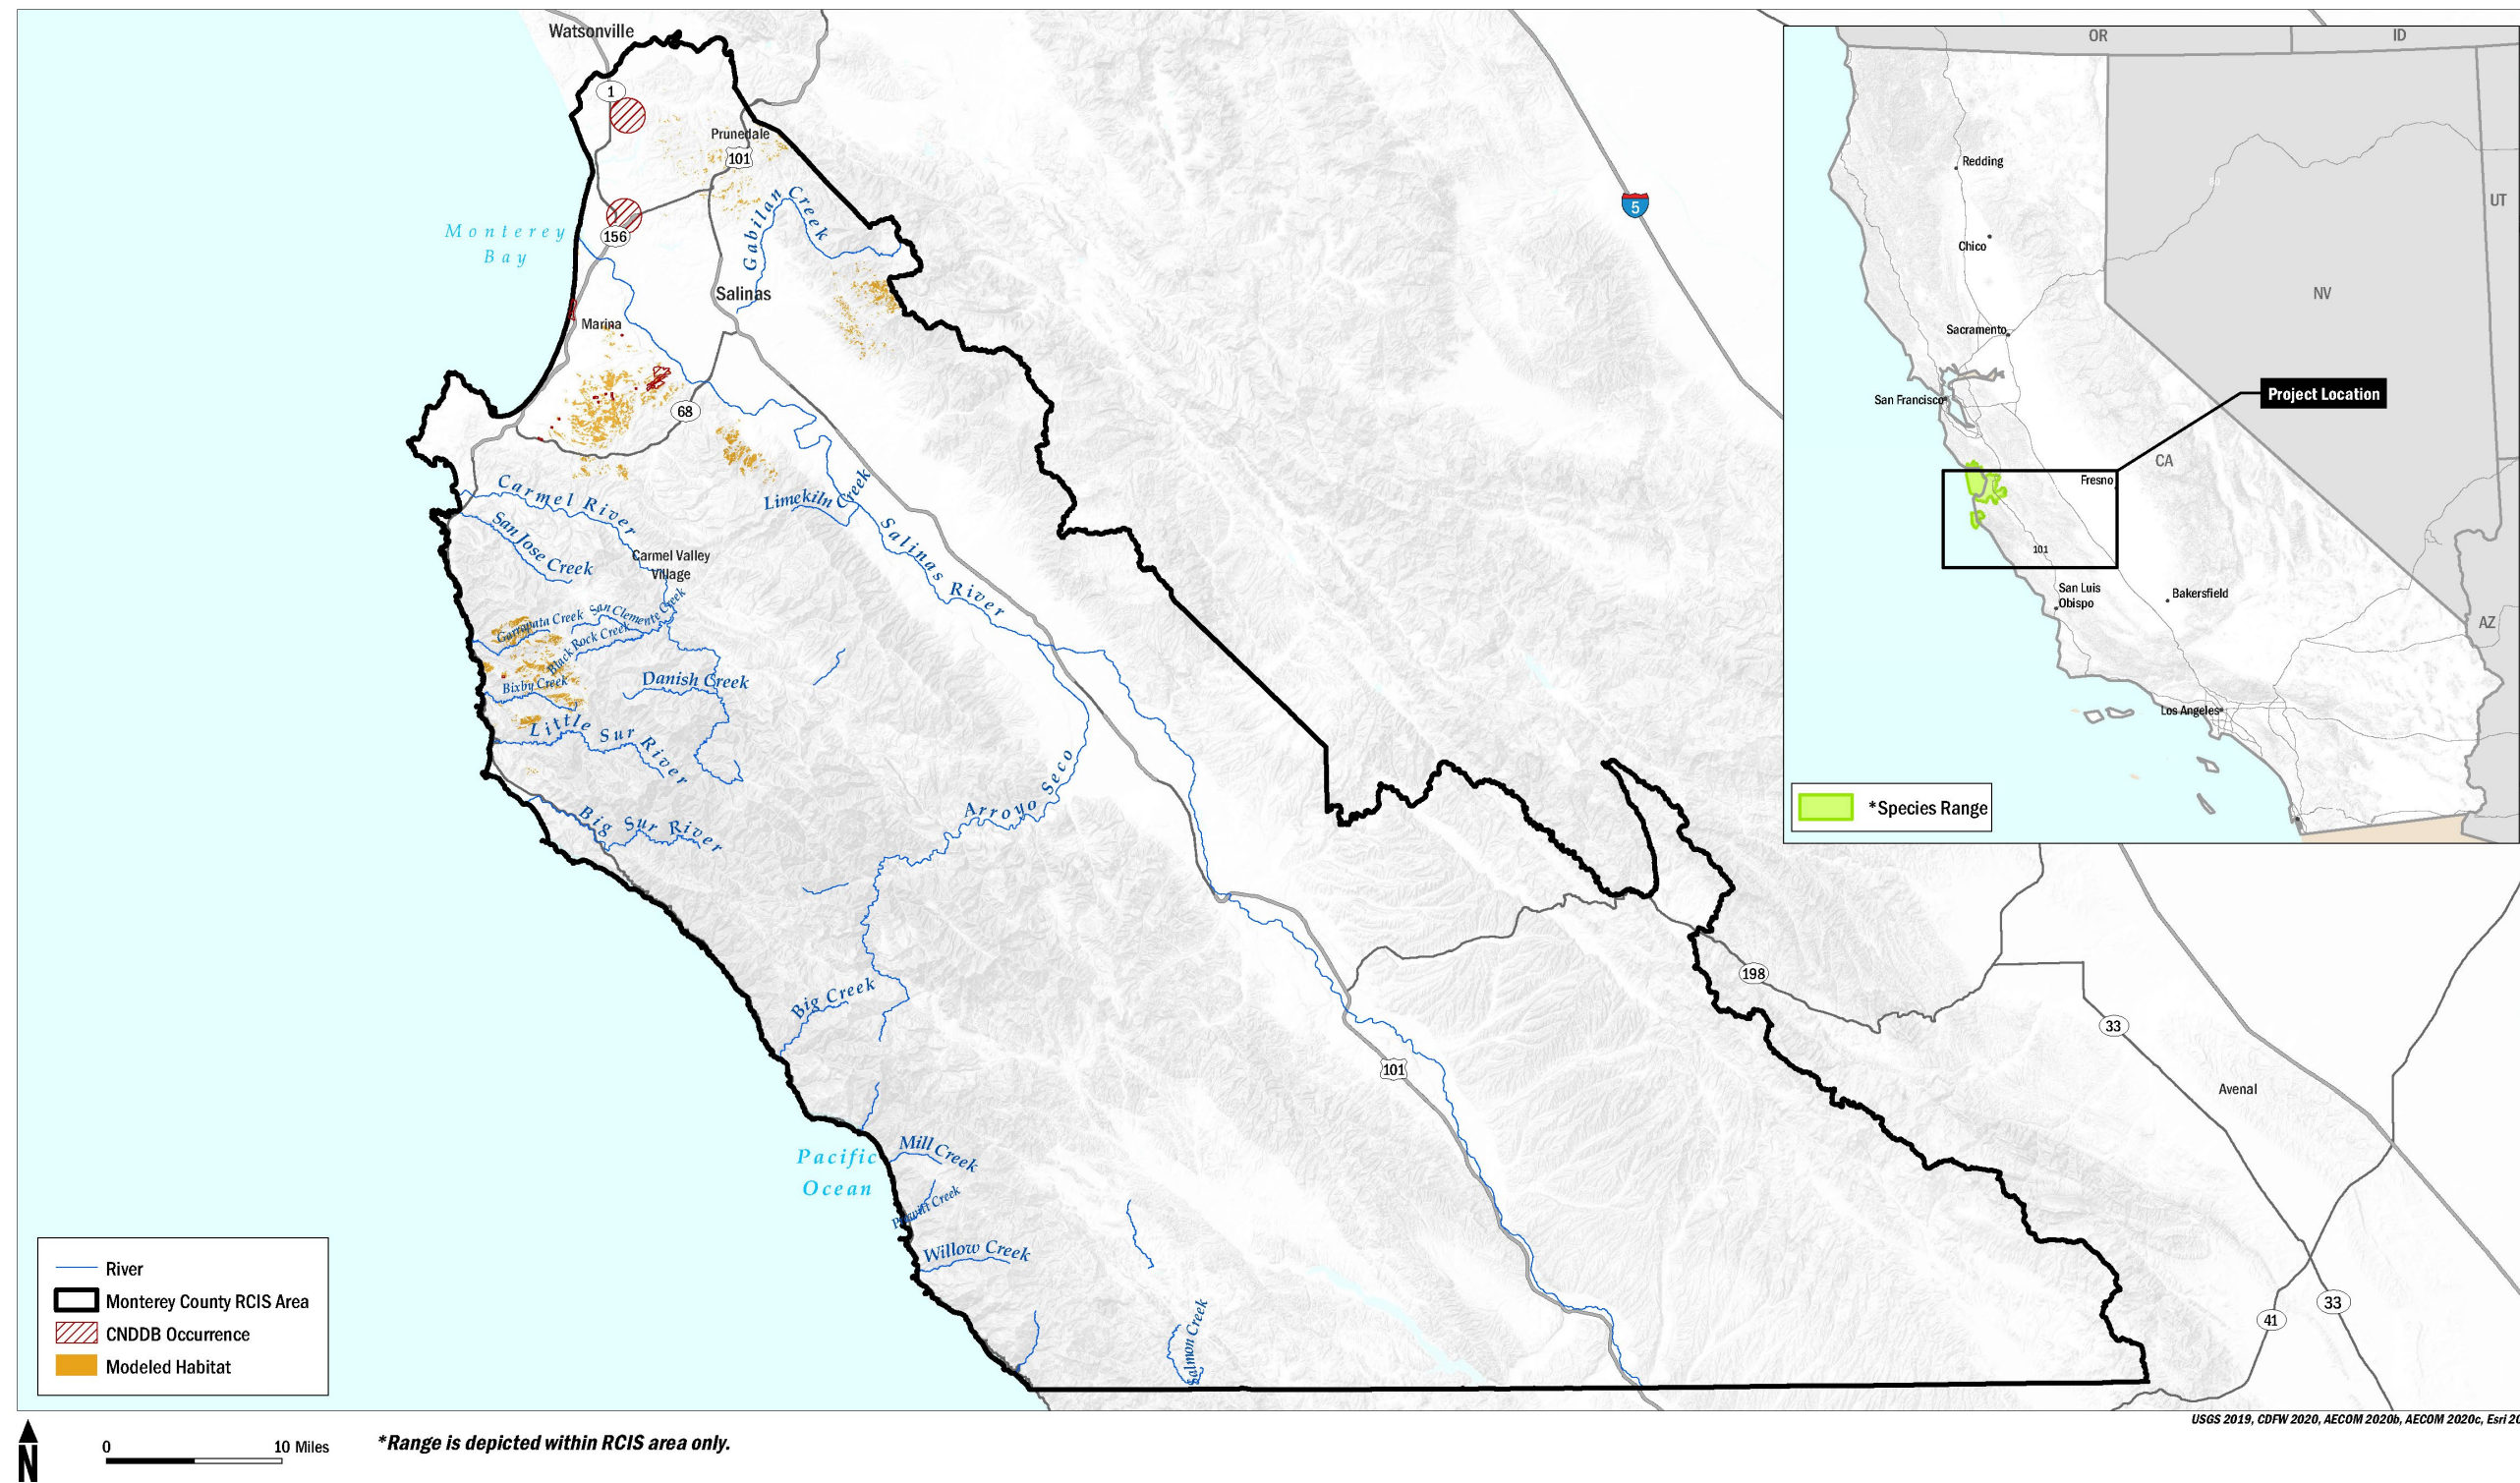 Watsonville
1
Prunedale
101
Gabilan Creek
156
Monterey
Bay
Salinas
Marina
68
Carmel River
San Jose Creek
Limekiln Creek
Salinas River
Carmel Valley
Village
Garrapata Creek
San Clemente Creek
Black Rock Creek
Bixby Creek
Danish Creek
Little Sur River
Big Sur River
Arroyo Seco
Big Creek
Pacific
Ocean
Mill Creek
Prewitt Creek
Willow Creek
Salmon Creek
101
5
198
33
Avenal
41
33
OR
ID
UT
NV
CA
AZ
Redding
Chico
80
Sacramento
San Francisco
Fresno
101
San Luis
Obispo
Bakersfield
Los Angeles
Project Location
*Species Range
River
Monterey County RCIS Area
CNDDB Occurrence
Modeled Habitat
N
0 10 Miles
*Range is depicted within RCIS area only.
USGS 2019, CDFW 2020, AECOM 2020b, AECOM 2020c, Esri 20